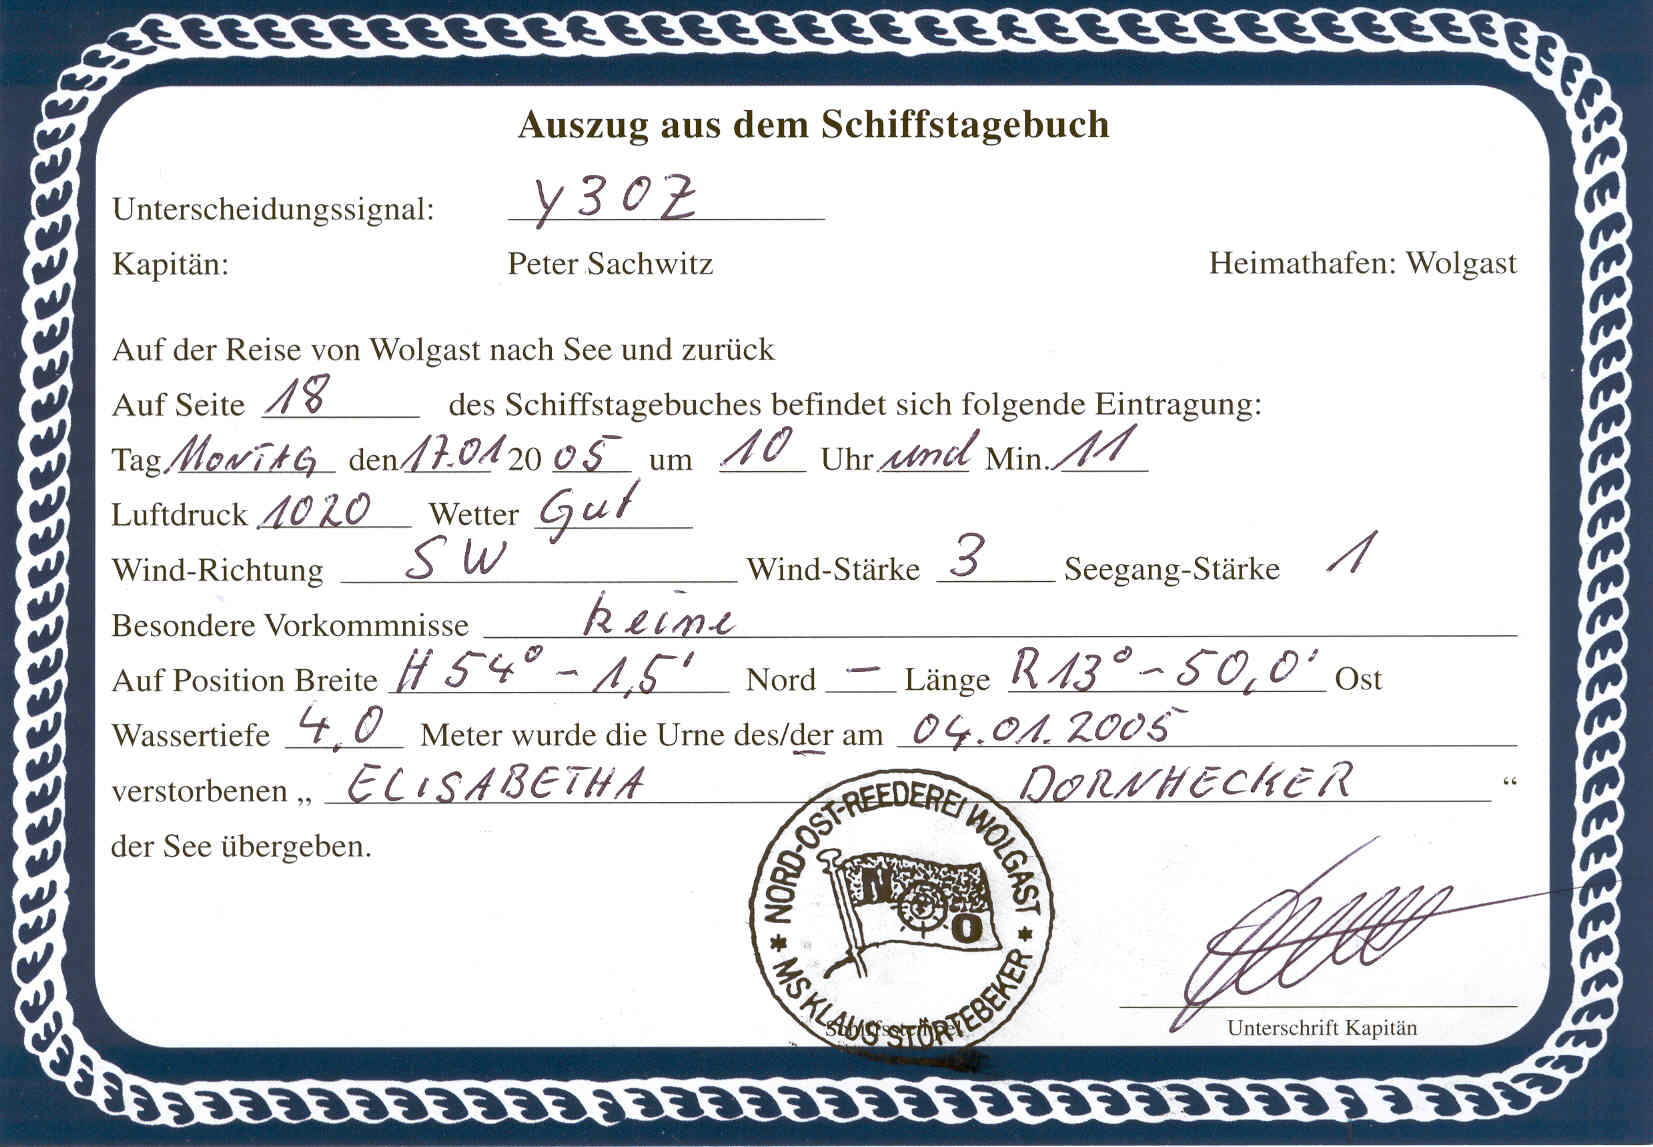 Auszug aus dem Schiffstagebuch
Unterscheidungssignal: Y30Z
Kapitän: Peter Sachwitz Heimathafen: Wolgast
Auf der Reise von Wolgast nach See und zurück
Auf Seite 18 des Schiffstagebuches befindet sich folgende Eintragung:
Tag Montag den 17.01 20 05 um 10 Uhr und Min. 11
Luftdruck 1020 Wetter Gut
Wind-Richtung SW Wind-Stärke 3 Seegang-Stärke 1
Besondere Vorkommnisse keine
Auf Position Breite H 54° - 1,5' Nord — Länge R 13° - 50,0' Ost
Wassertiefe 4,0 Meter wurde die Urne des/der am 04.01.2005
verstorbenen „ ELISABETHA DORNHECKER “
der See übergeben.
NORD-OST-REEDEREI WOLGAST
N O
* MS KLAUS STÖRTEBEKER *
Schiffsstempel
Unterschrift Kapitän